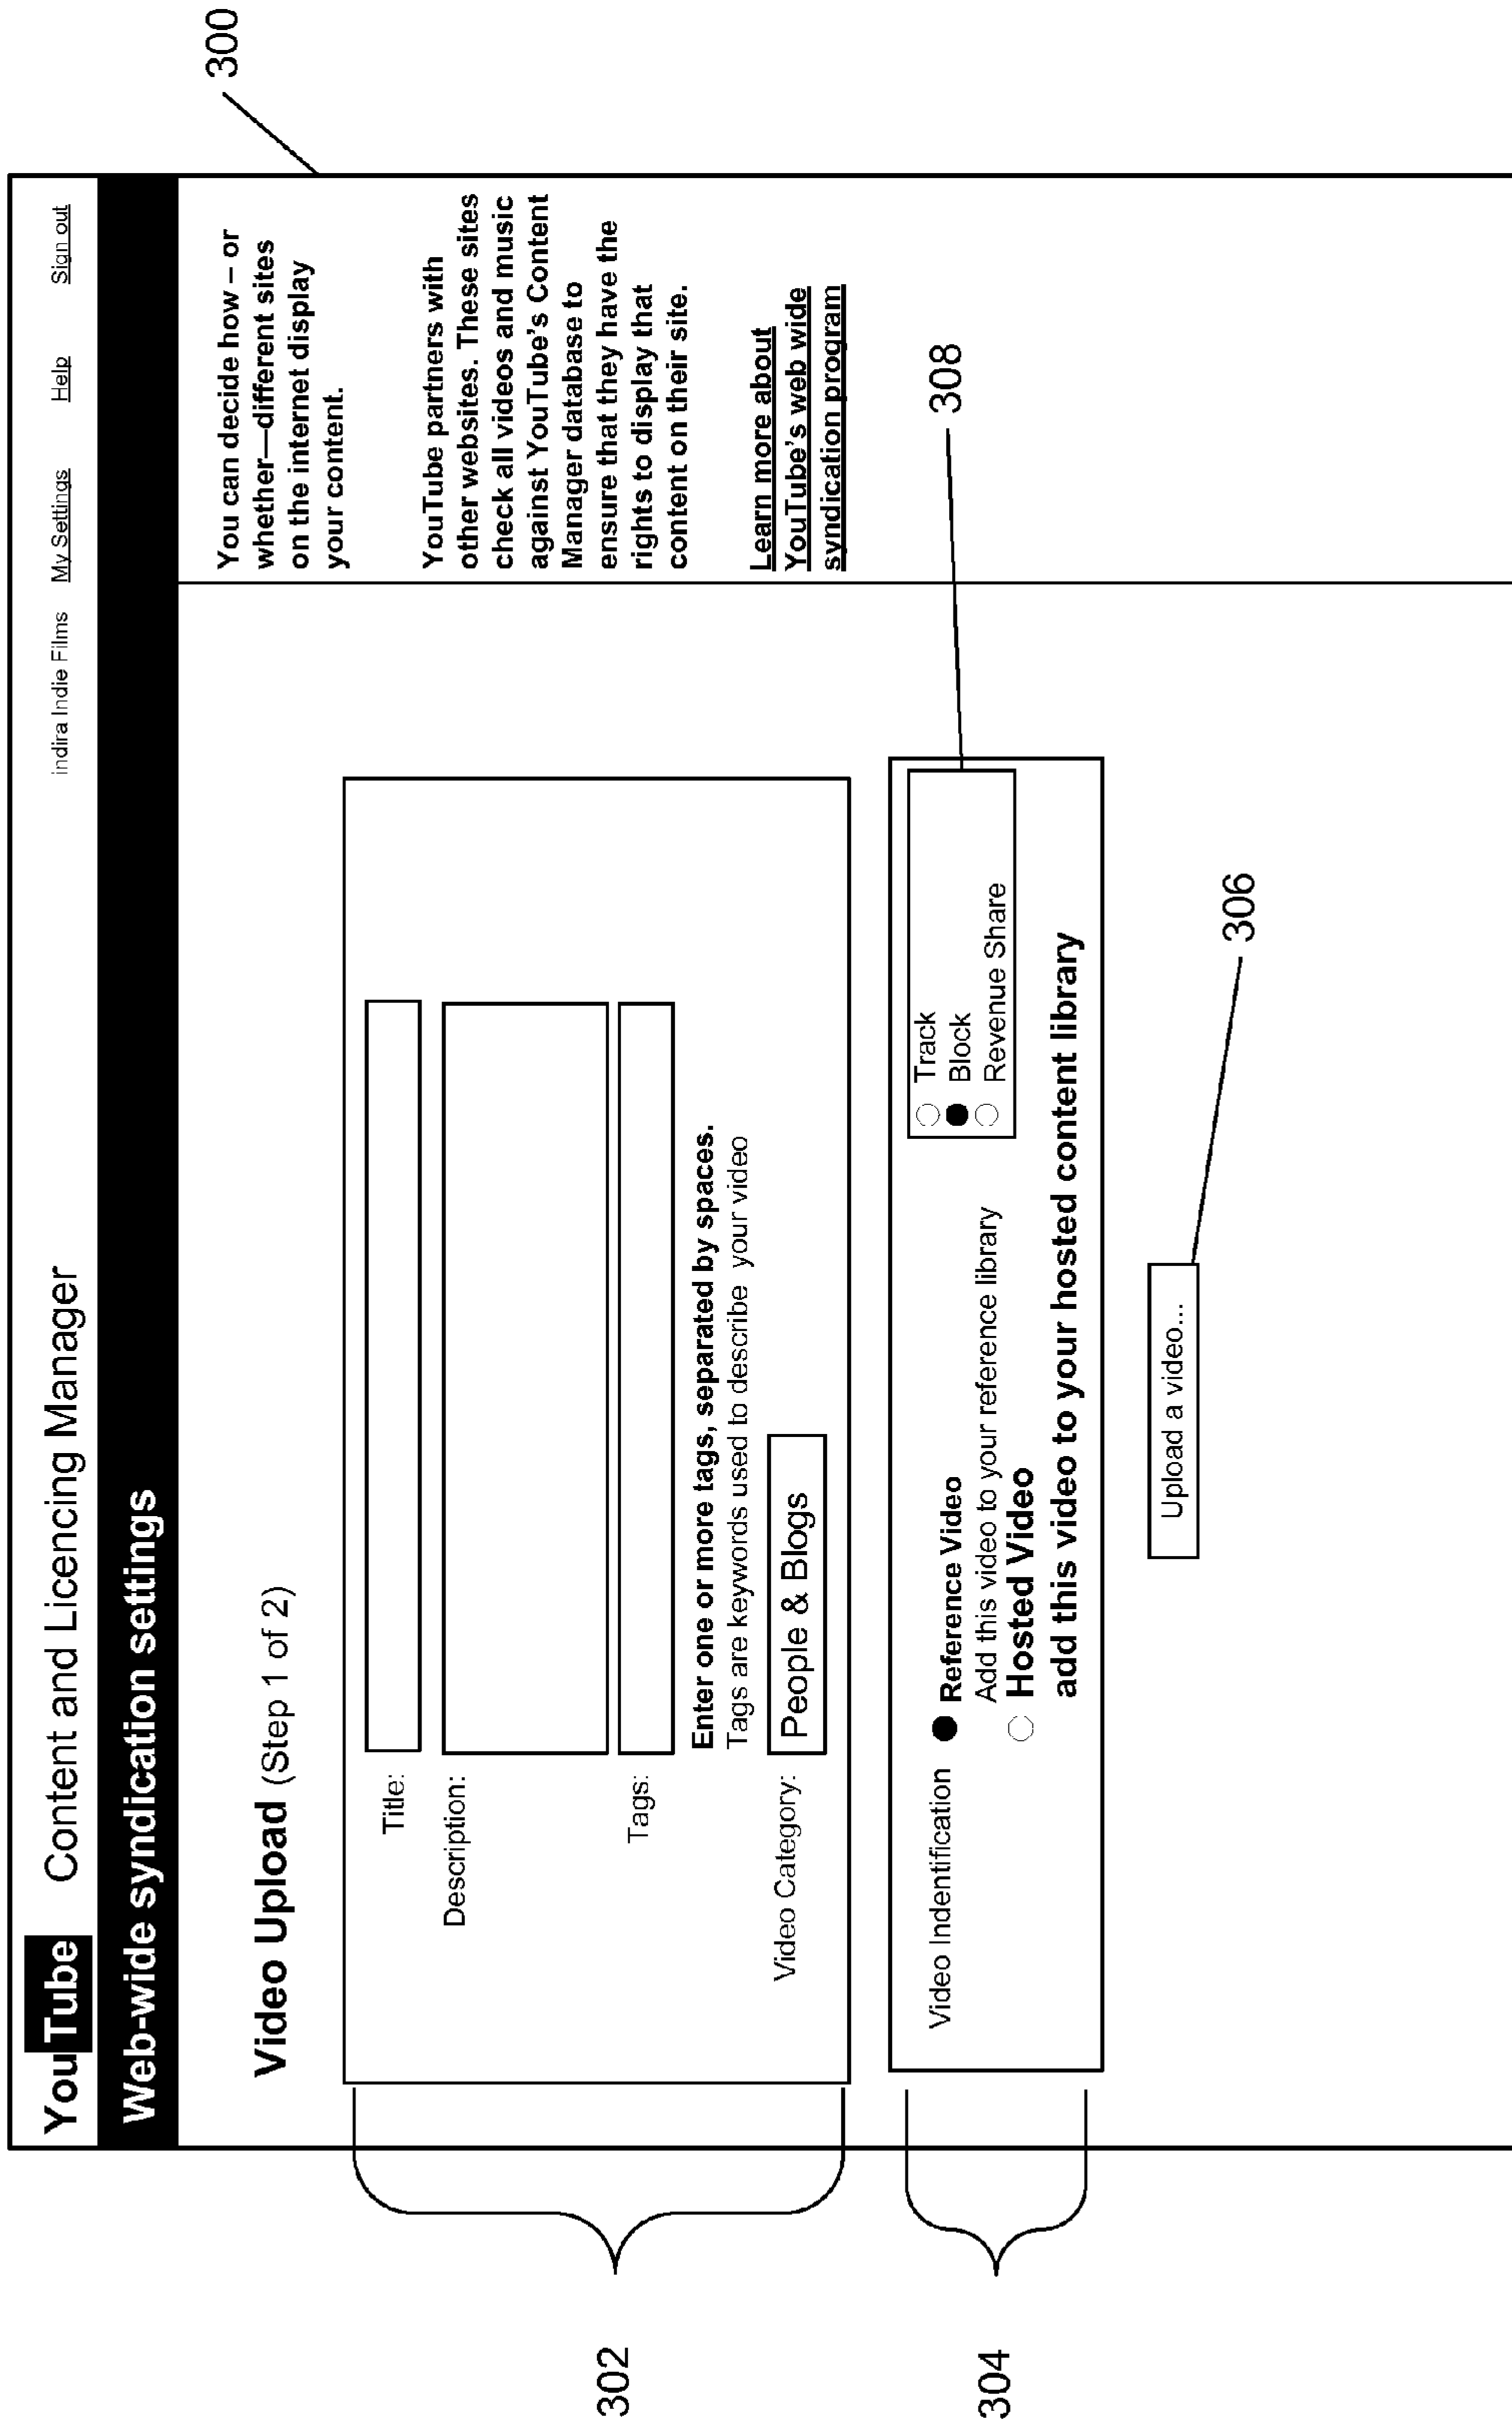 YouTube Content and Licencing Manager
indira Indie Films My Settings Help Sign out
Web-wide syndication settings
Video Upload (Step 1 of 2)
Title:
Description:
Tags:
Enter one or more tags, separated by spaces.
Tags are keywords used to describe your video
Video Category: People & Blogs
Video Indentification Reference Video
Add this video to your reference library
Hosted Video
add this video to your hosted content library
Track
Block
Revenue Share
Upload a video...
You can decide how – or
whether—different sites
on the internet display
your content.
YouTube partners with
other websites. These sites
check all videos and music
against YouTube's Content
Manager database to
ensure that they have the
rights to display that
content on their site.
Learn more about
YouTube's web wide
syndication program
300
302
304
308
306